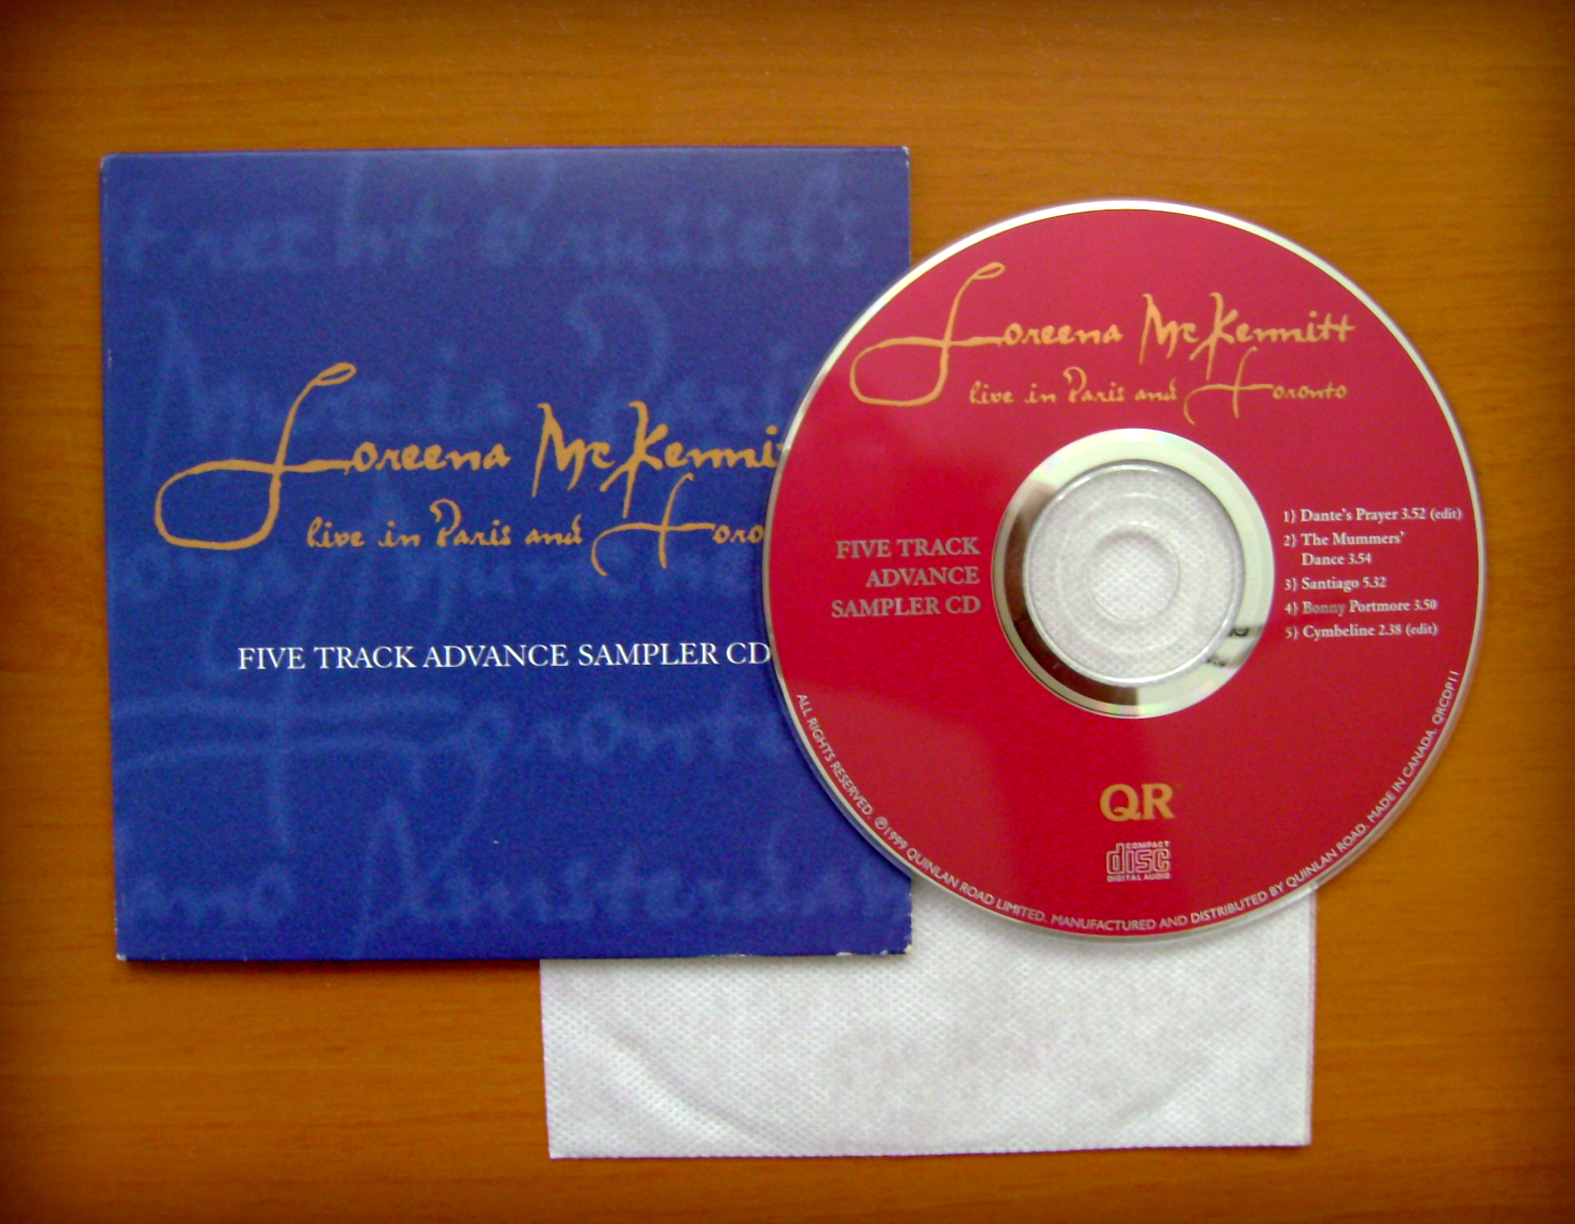 Loreena McKennit
live in Paris and Toro
FIVE TRACK ADVANCE SAMPLER CD
Loreena McKennitt
live in Paris and Toronto
FIVE TRACK
ADVANCE
SAMPLER CD
1} Dante's Prayer 3.52 (edit)
2} The Mummers'
Dance 3.54
3} Santiago 5.32
4} Bonny Portmore 3.50
5} Cymbeline 2.38 (edit)
QR
COMPACT
disc
DIGITAL AUDIO
ALL RIGHTS RESERVED. ℗1999 QUINLAN ROAD LIMITED. MANUFACTURED AND DISTRIBUTED BY QUINLAN ROAD. MADE IN CANADA. QRCDP11